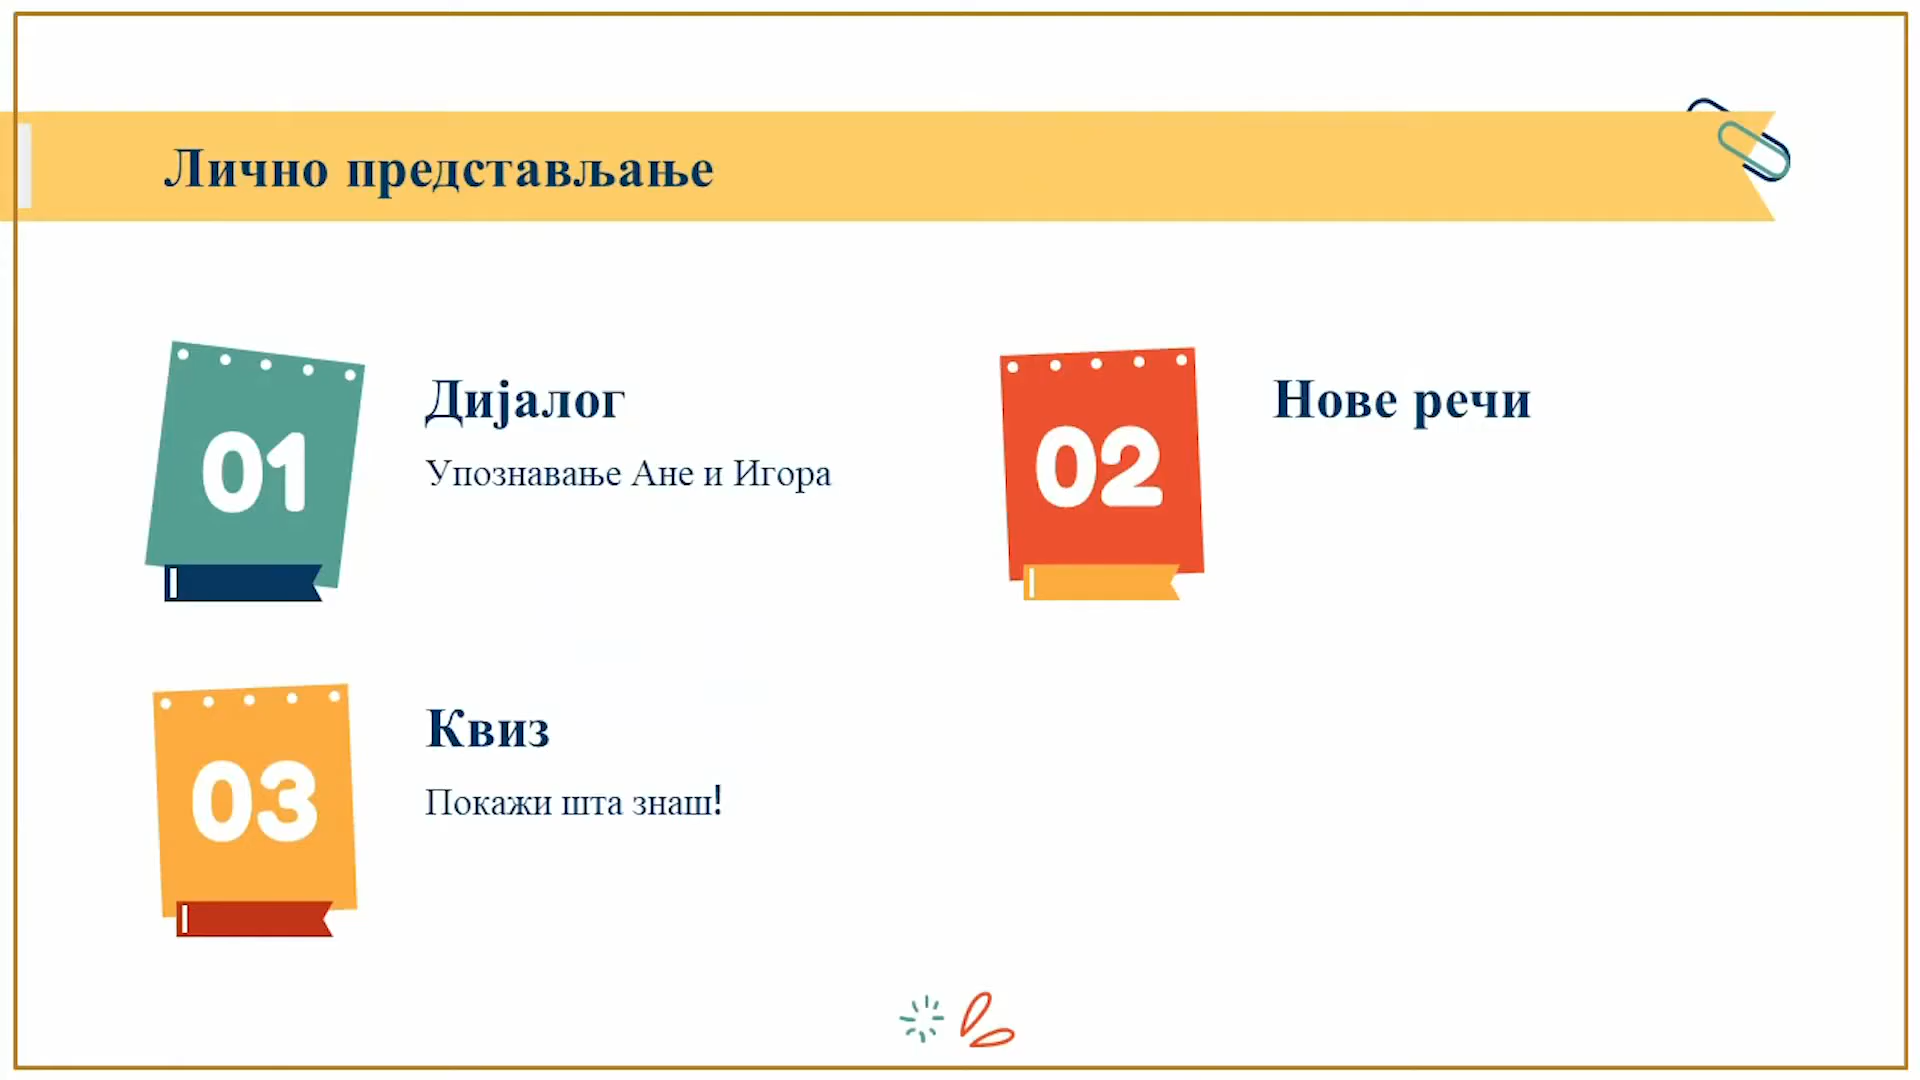 Лично представљање
01
Дијалог
Упознавање Ане и Игора
02
Нове речи
03
Квиз
Покажи шта знаш!